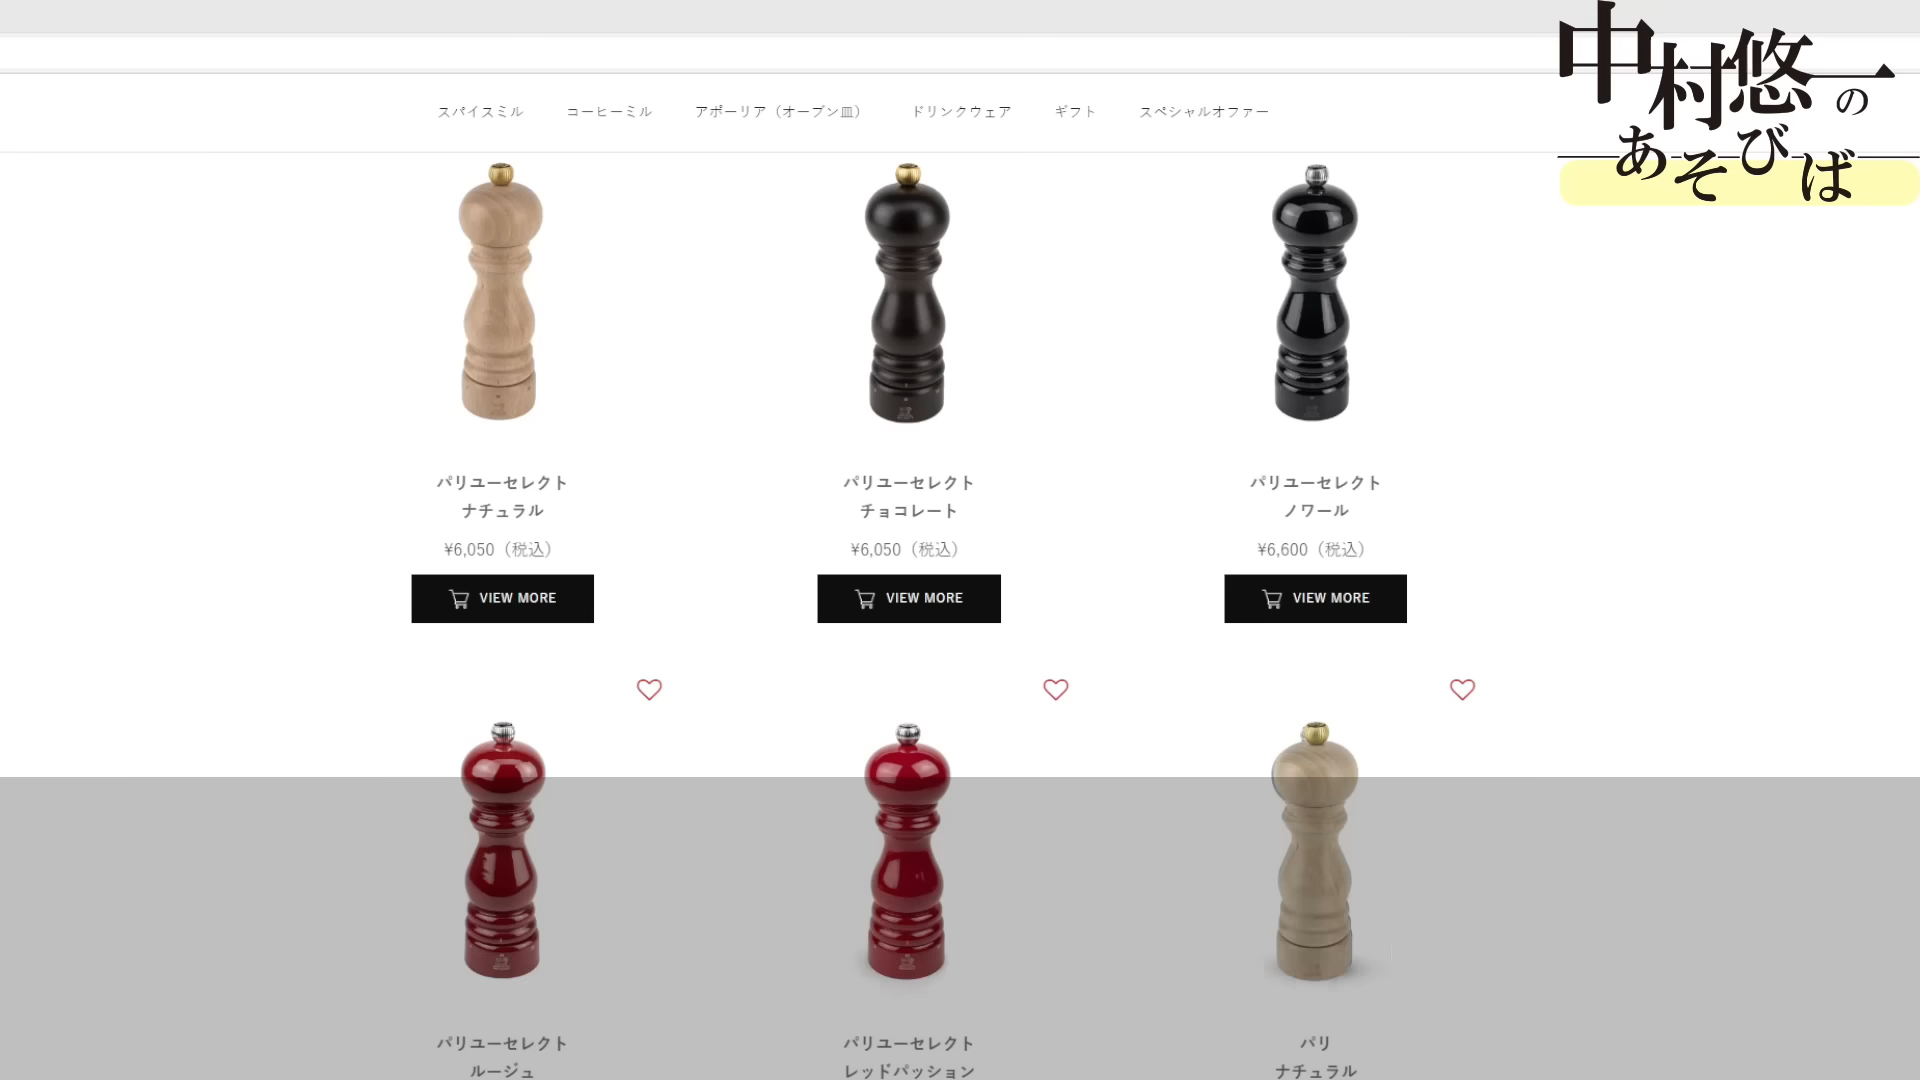 中村悠一の
あそびば
スパイスミル コーヒーミル アポーリア（オーブン皿） ドリンクウェア ギフト スペシャルオファー
パリユーセレクト パリユーセレクト パリユーセレクト
ナチュラル チョコレート ノワール
¥6,050（税込） ¥6,050（税込） ¥6,600（税込）
VIEW MORE VIEW MORE VIEW MORE
パリユーセレクト パリユーセレクト パリ
ルージュ レッドパッション ナチュラル